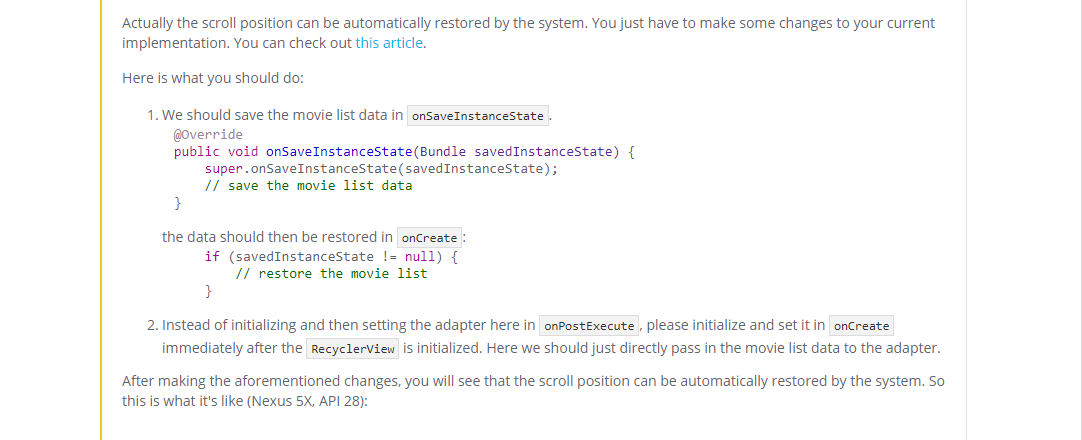 Actually the scroll position can be automatically restored by the system. You just have to make some changes to your current
implementation. You can check out this article.
Here is what you should do:
1. We should save the movie list data in onSaveInstanceState.
@Override
public void onSaveInstanceState(Bundle savedInstanceState) {
super.onSaveInstanceState(savedInstanceState);
// save the movie list data
}
the data should then be restored in onCreate:
if (savedInstanceState != null) {
// restore the movie list
}
2. Instead of initializing and then setting the adapter here in onPostExecute, please initialize and set it in onCreate
immediately after the RecyclerView is initialized. Here we should just directly pass in the movie list data to the adapter.
After making the aforementioned changes, you will see that the scroll position can be automatically restored by the system. So
this is what it's like (Nexus 5X, API 28):